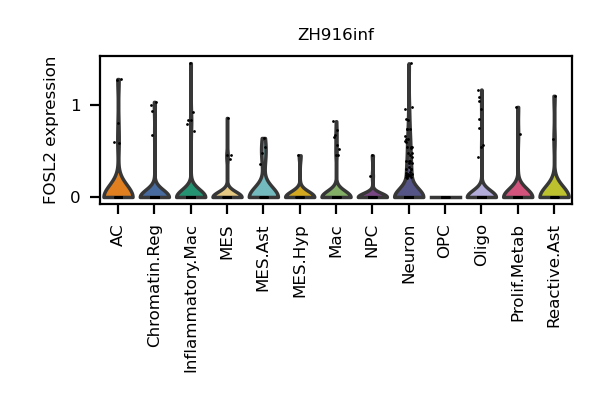 ZH916inf
FOSL2 expression
1
0
AC
Chromatin.Reg
Inflammatory.Mac
MES
MES.Ast
MES.Hyp
Mac
NPC
Neuron
OPC
Oligo
Prolif.Metab
Reactive.Ast